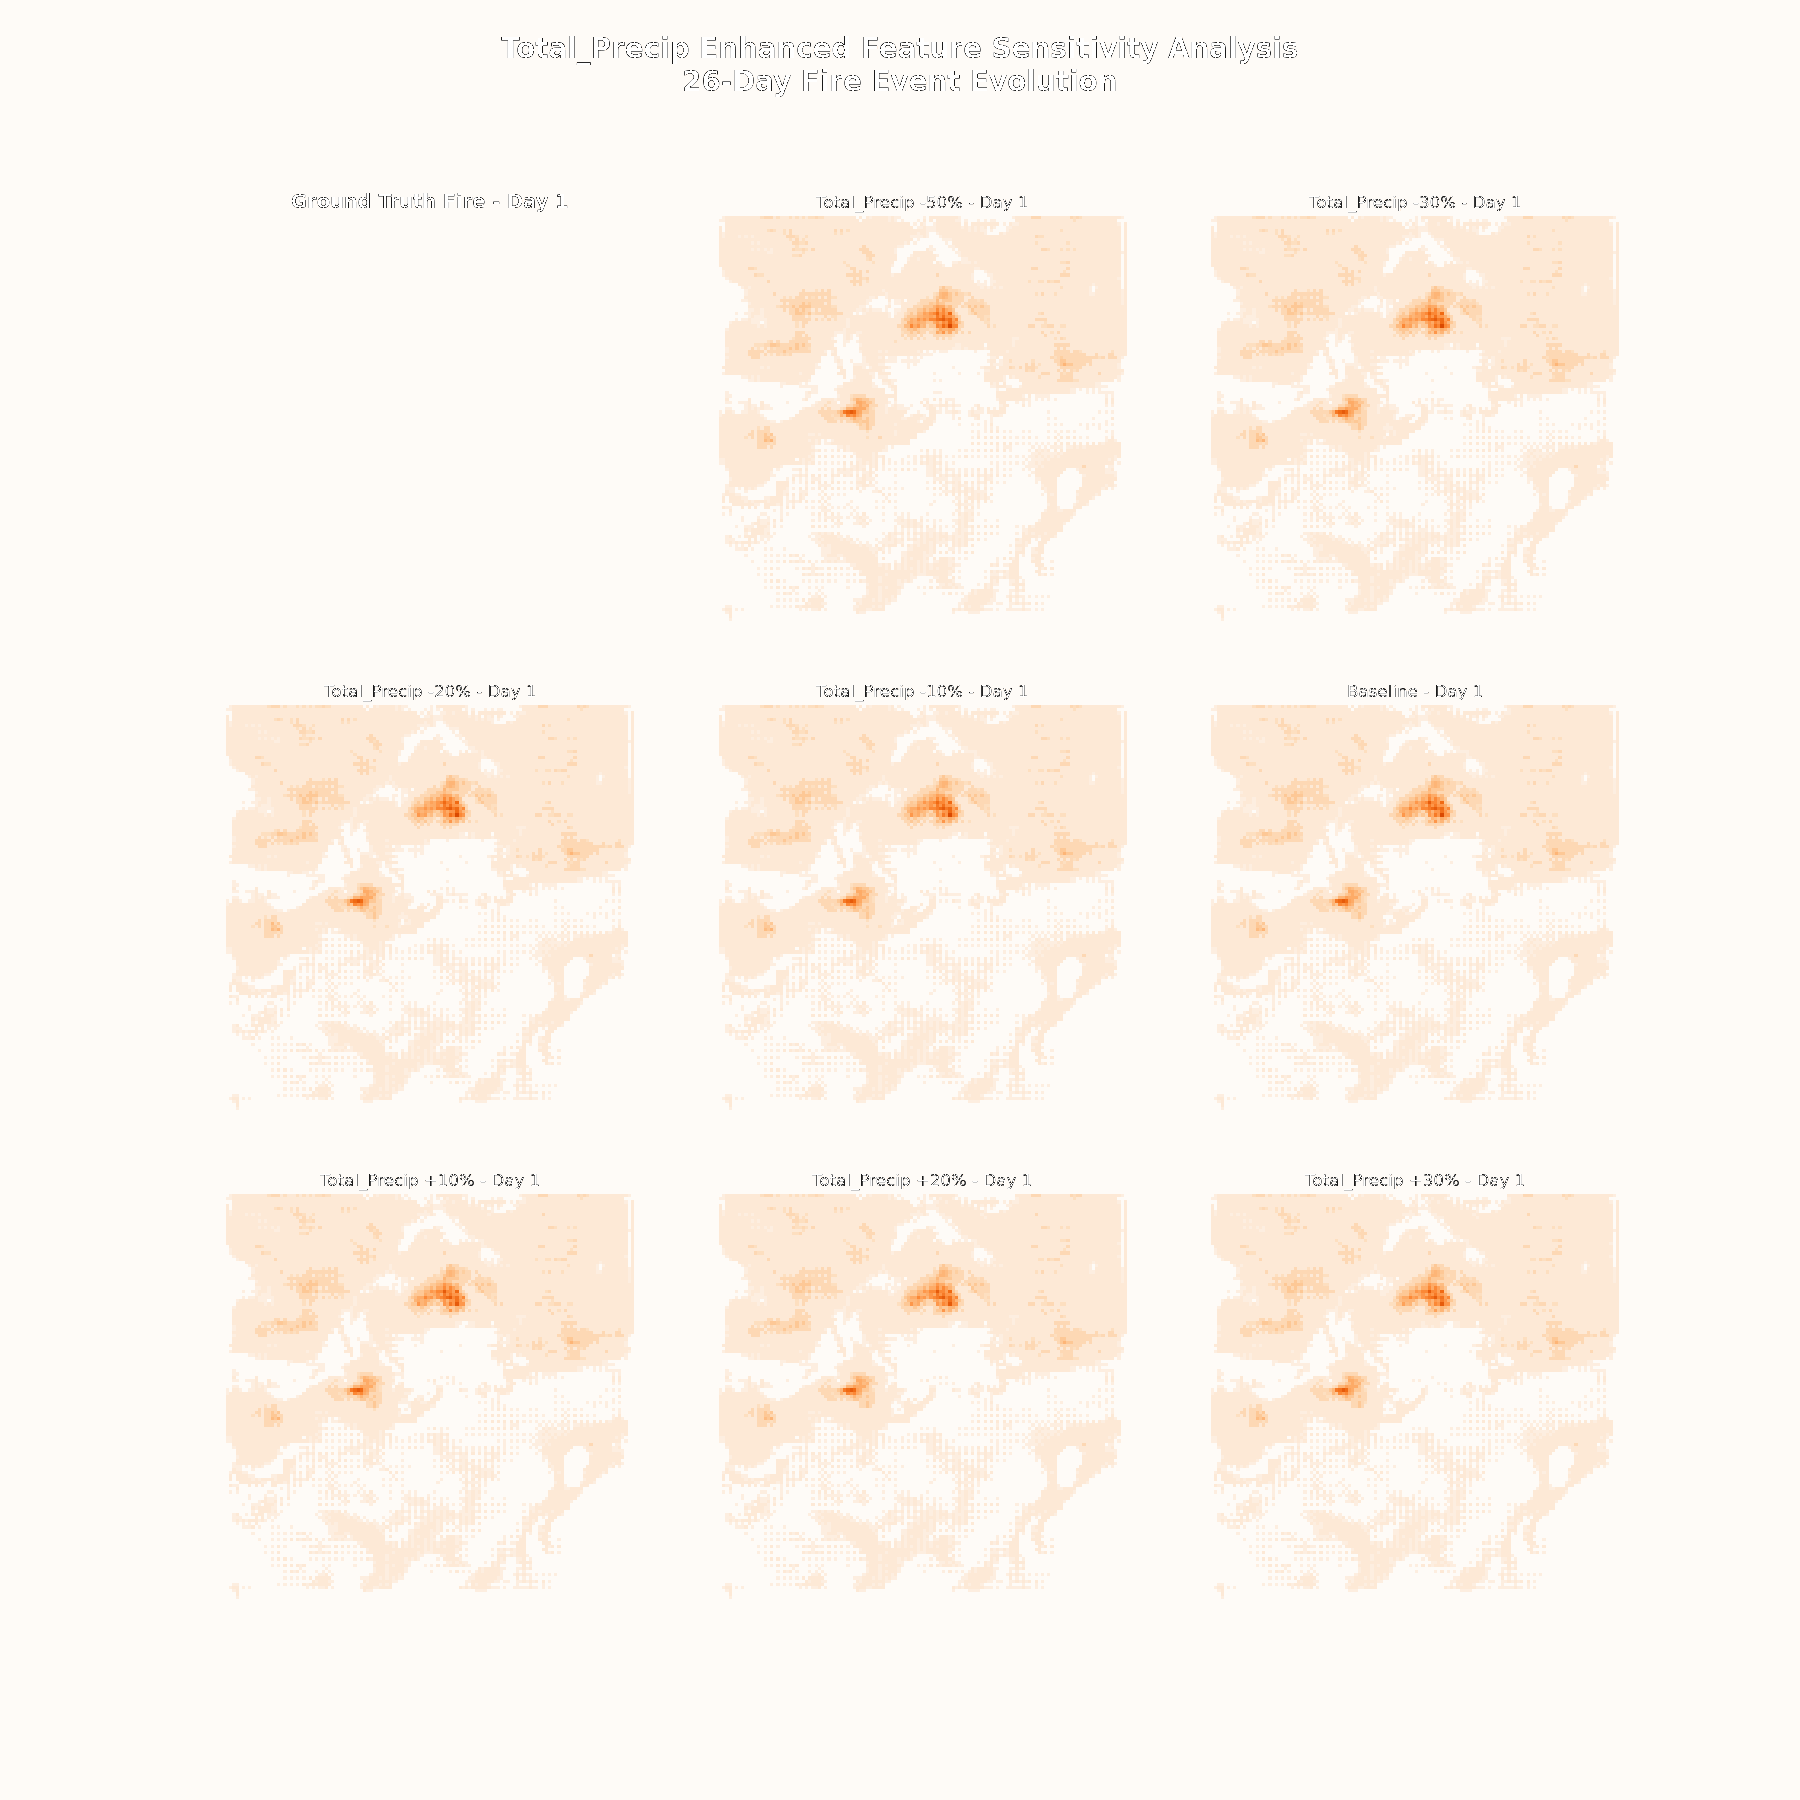 Total_Precip Enhanced Feature Sensitivity Analysis
26-Day Fire Event Evolution
Ground Truth Fire - Day 1
Total_Precip -50% - Day 1
Total_Precip -30% - Day 1
Total_Precip -20% - Day 1
Total_Precip -10% - Day 1
Baseline - Day 1
Total_Precip +10% - Day 1
Total_Precip +20% - Day 1
Total_Precip +30% - Day 1